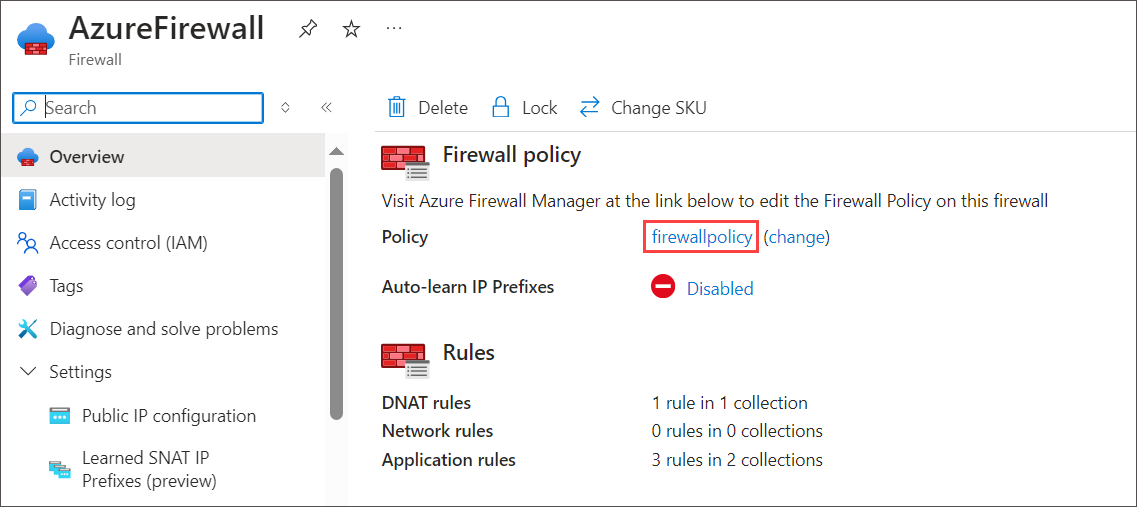 AzureFirewall
Firewall
Search
Delete
Lock
Change SKU
Overview
Activity log
Access control (IAM)
Tags
Diagnose and solve problems
Settings
Public IP configuration
Learned SNAT IP
Prefixes (preview)
Firewall policy
Visit Azure Firewall Manager at the link below to edit the Firewall Policy on this firewall
Policy firewallpolicy (change)
Auto-learn IP Prefixes Disabled
Rules
DNAT rules 1 rule in 1 collection
Network rules 0 rules in 0 collections
Application rules 3 rules in 2 collections